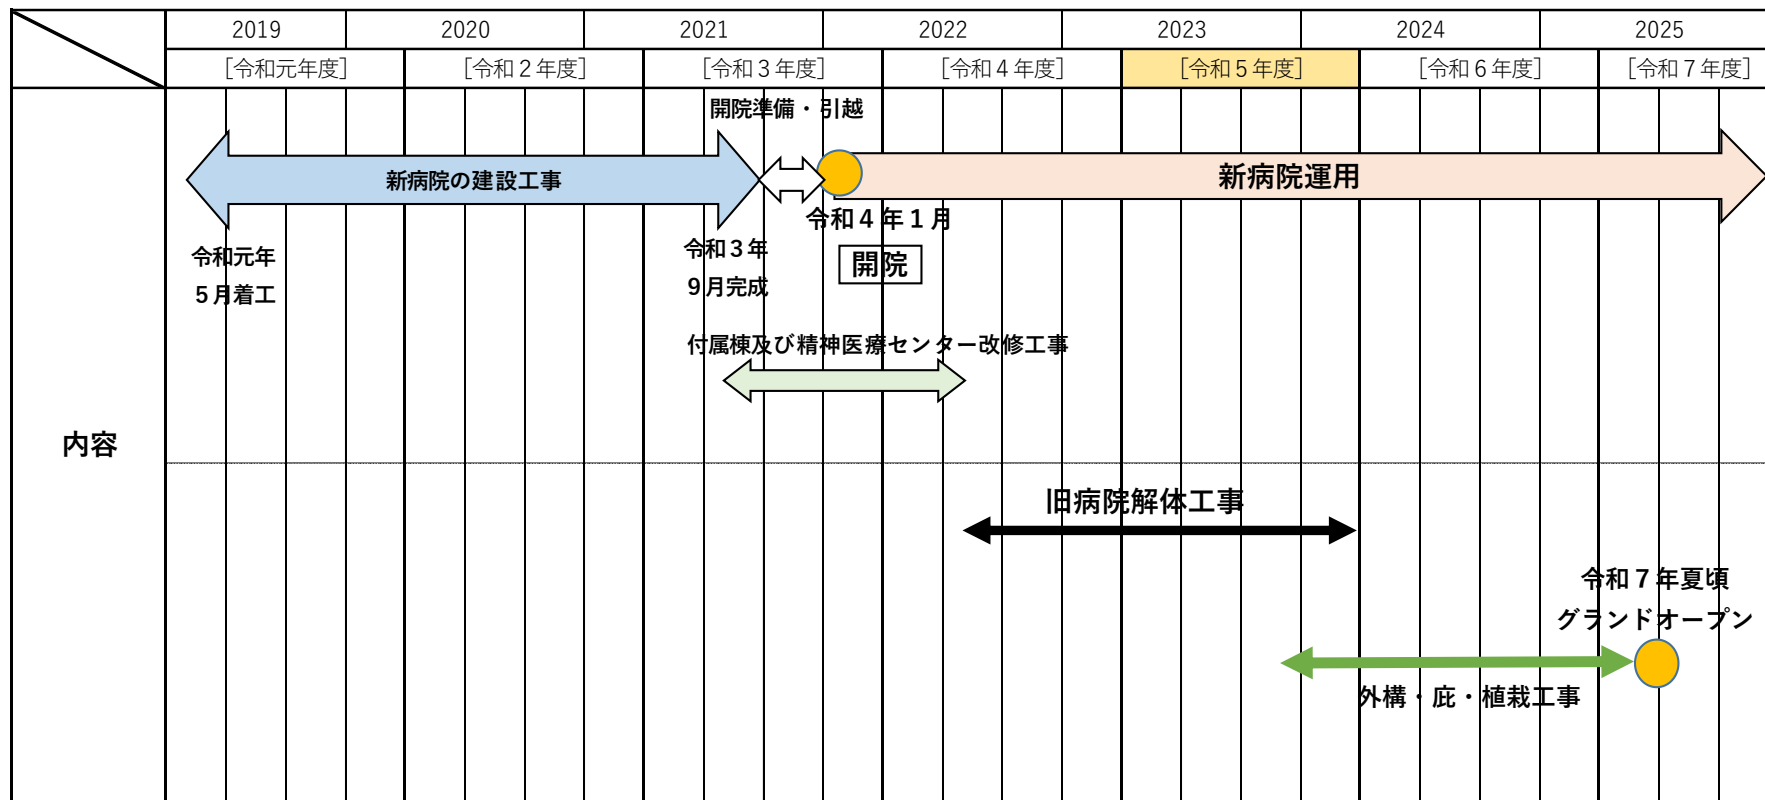 2019 2020 2021 2022 2023 2024 2025
［令和元年度］ ［令和２年度］ ［令和３年度］ ［令和４年度］ ［令和５年度］ ［令和６年度］ ［令和７年度］
開院準備・引越
新病院の建設工事
新病院運用
令和４年１月
開院
令和元年
５月着工
令和３年
９月完成
付属棟及び精神医療センター改修工事
内容
旧病院解体工事
令和７年夏頃
グランドオープン
外構・庇・植栽工事